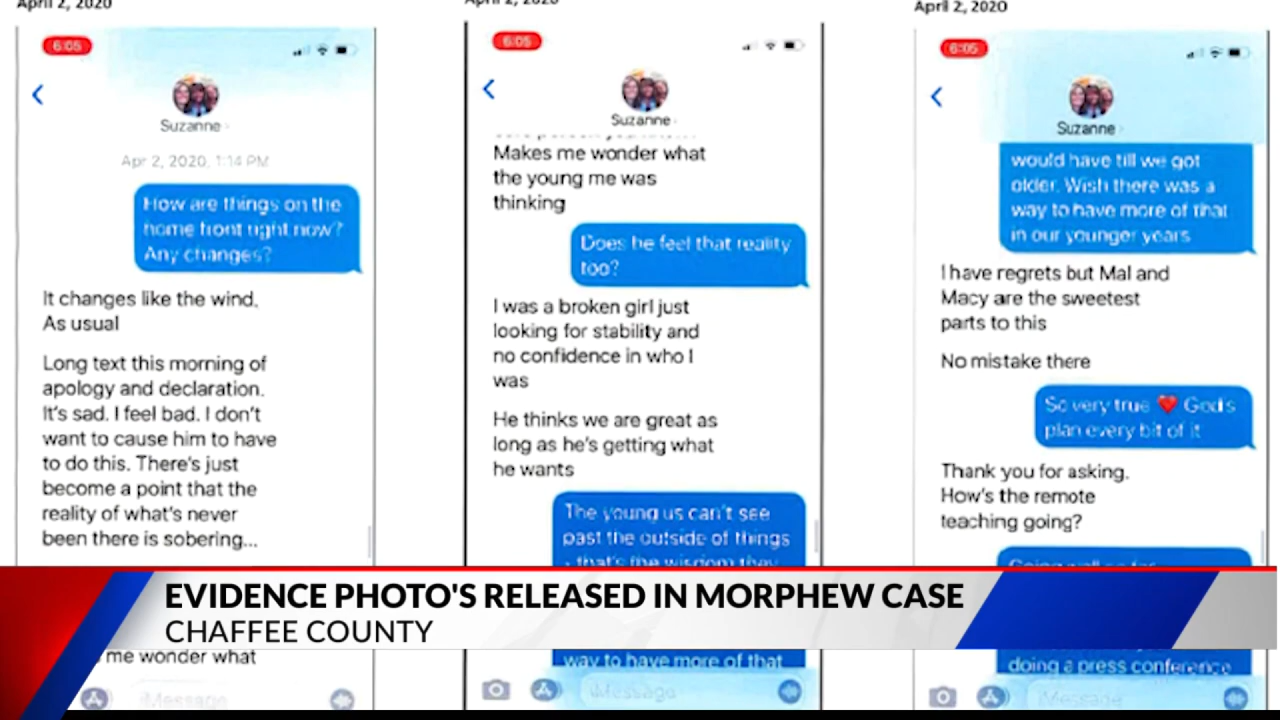 April 2, 2020
6:05
Suzanne
Apr 2, 2020, 1:14 PM
How are things on the
home front right now?
Any changes?
It changes like the wind,
As usual
Long text this morning of
apology and declaration.
It's sad. I feel bad. I don't
want to cause him to have
to do this. There's just
become a point that the
reality of what's never
been there is sobering...
me wonder what
iMessage
April 2, 2020
6:05
Suzanne
Makes me wonder what
the young me was
thinking
Does he feel that reality
too?
I was a broken girl just
looking for stability and
no confidence in who I
was
He thinks we are great as
long as he's getting what
he wants
The young us can't see
past the outside of things
- that's the wisdom they
way to have more of that
iMessage
April 2, 2020
6:05
Suzanne
would have till we got
older. Wish there was a
way to have more of that
in our younger years
I have regrets but Mal and
Macy are the sweetest
parts to this
No mistake there
So very true ❤️ God's
plan every bit of it
Thank you for asking.
How's the remote
teaching going?
Going well so far
doing a press conference
iMessage
EVIDENCE PHOTO'S RELEASED IN MORPHEW CASE
CHAFFEE COUNTY